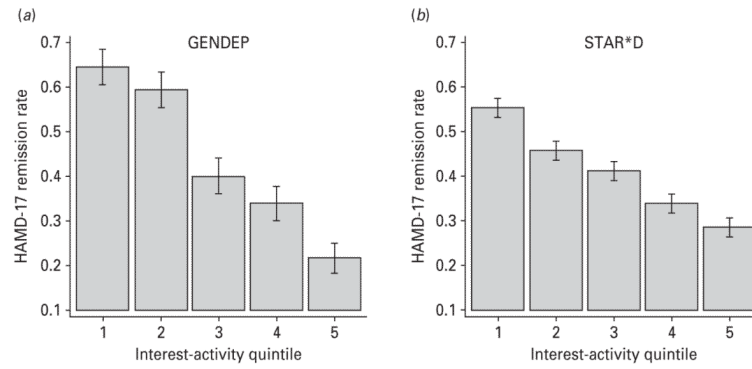 (a)
GENDEP
HAMD-17 remission rate
0.7
0.6
0.5
0.4
0.3
0.2
0.1
1 2 3 4 5
Interest-activity quintile
(b)
STAR*D
HAMD-17 remission rate
0.7
0.6
0.5
0.4
0.3
0.2
0.1
1 2 3 4 5
Interest-activity quintile